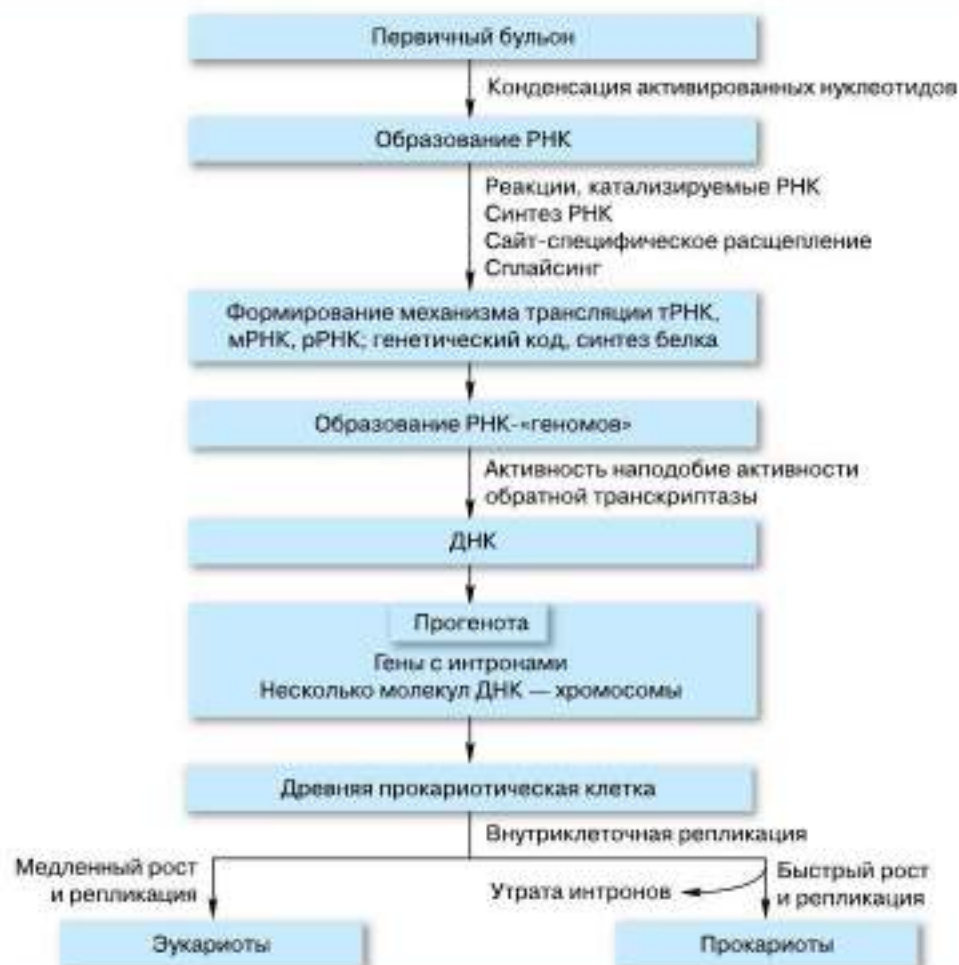 Первичный бульон
Конденсация активированных нуклеотидов
Образование РНК
Реакции, катализируемые РНК
Синтез РНК
Сайт-специфическое расщепление
Сплайсинг
Формирование механизма трансляции тРНК,
мРНК, рРНК; генетический код, синтез белка
Образование РНК-«геномов»
Активность наподобие активности
обратной транскриптазы
ДНК
Прогенота
Гены с интронами
Несколько молекул ДНК — хромосомы
Древняя прокариотическая клетка
Внутриклеточная репликация
Медленный рост
и репликация
Утрата интронов
Быстрый рост
и репликация
Эукариоты
Прокариоты